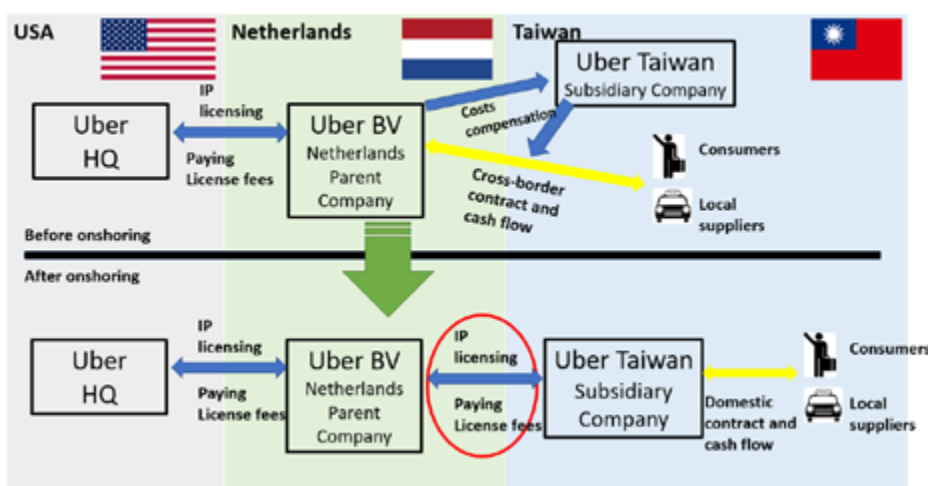 USA
Netherlands
Taiwan
Uber Taiwan
Subsidiary Company
IP
licensing
Uber
HQ
Paying
License fees
Uber BV
Netherlands
Parent
Company
Costs
compensation
Cross-border
contract and
cash flow
Consumers
Local
suppliers
Before onshoring
After onshoring
Uber
HQ
IP
licensing
Paying
License fees
Uber BV
Netherlands
Parent
Company
IP
licensing
Paying
License fees
Uber Taiwan
Subsidiary
Company
Domestic
contract and
cash flow
Consumers
Local
suppliers